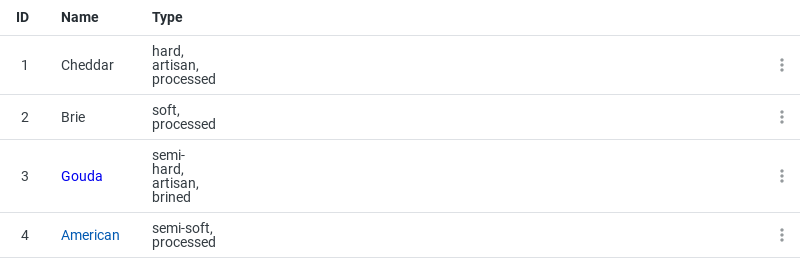 ID Name Type
1 Cheddar hard,
artisan,
processed
2 Brie soft,
processed
3 Gouda semi-
hard,
artisan,
brined
4 American semi-soft,
processed